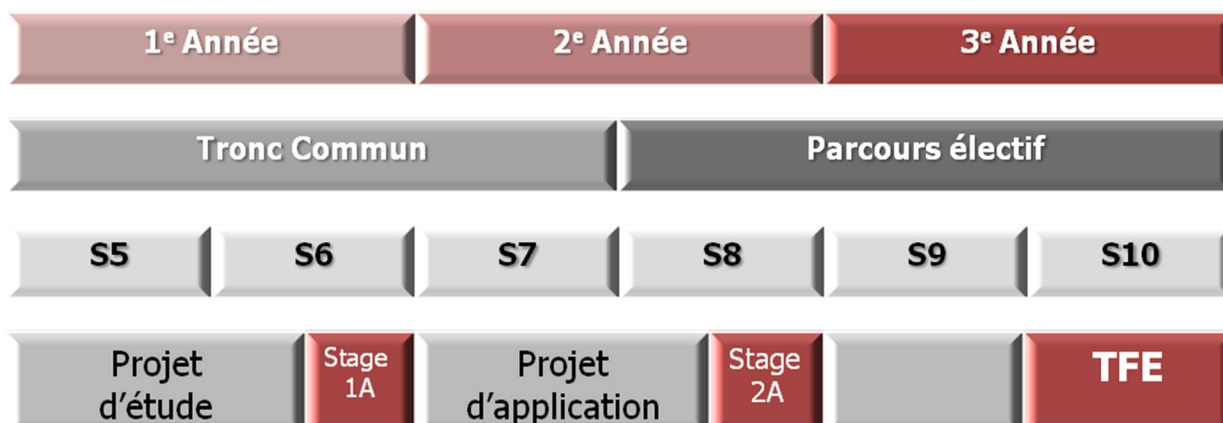 1e Année 2e Année 3e Année
Tronc Commun Parcours électif
S5 S6 S7 S8 S9 S10
Projet d'étude
Stage 1A
Projet d'application
Stage 2A
TFE